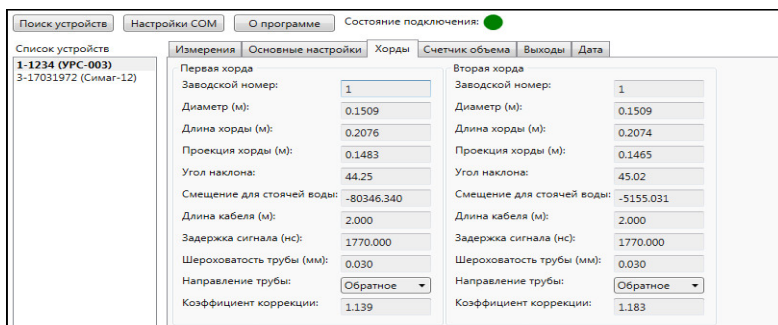 Поиск устройств Настройки COM О программе Состояние подключения:
Список устройств
1-1234 (УРС-003)
3-17031972 (Симаг-12)
Измерения Основные настройки Хорды Счетчик объема Выходы Дата
Первая хорда
Заводской номер: 1
Диаметр (м): 0.1509
Длина хорды (м): 0.2076
Проекция хорды (м): 0.1483
Угол наклона: 44.25
Смещение для стоячей воды: -80346.340
Длина кабеля (м): 2.000
Задержка сигнала (нс): 1770.000
Шероховатость трубы (мм): 0.030
Направление трубы: Обратное
Коэффициент коррекции: 1.139
Вторая хорда
Заводской номер: 1
Диаметр (м): 0.1509
Длина хорды (м): 0.2074
Проекция хорды (м): 0.1465
Угол наклона: 45.02
Смещение для стоячей воды: -5155.031
Длина кабеля (м): 2.000
Задержка сигнала (нс): 1770.000
Шероховатость трубы (мм): 0.030
Направление трубы: Обратное
Коэффициент коррекции: 1.183